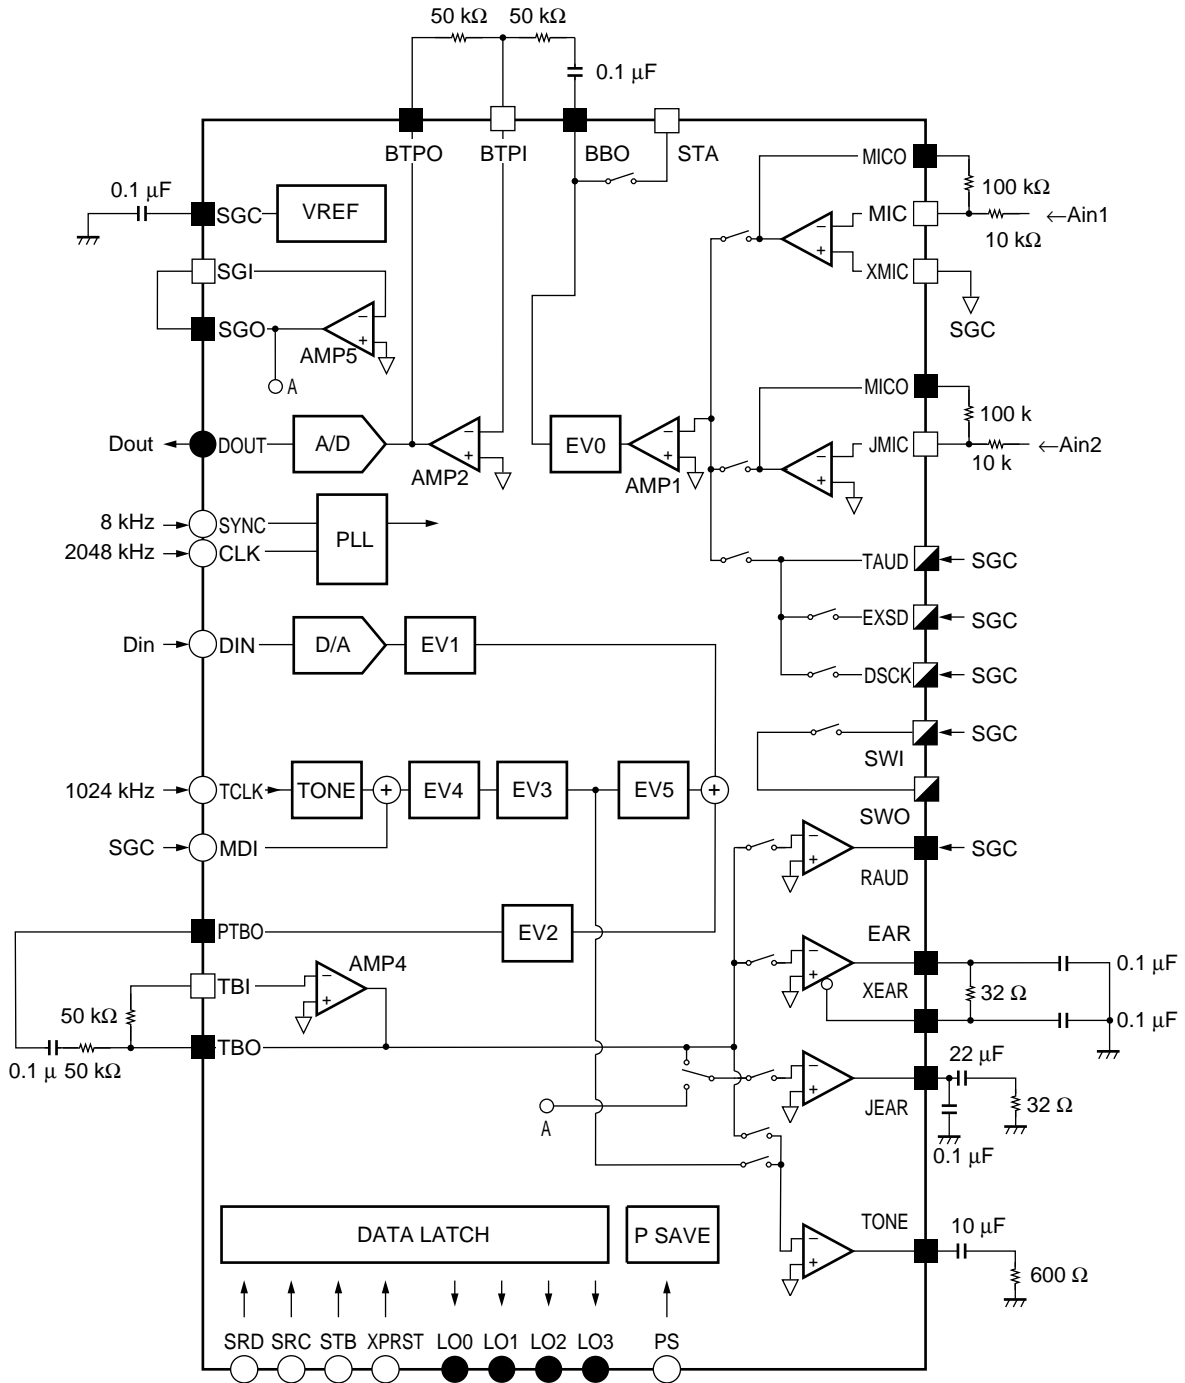 50 kΩ 50 kΩ
0.1 μF
BTPO BTPI BBO STA
MICO
100 kΩ
0.1 μF
SGC VREF
MIC ←Ain1
10 kΩ
SGI
XMIC
SGC
SGO
AMP5
A
MICO
100 k
Dout DOUT A/D
AMP2
EV0
AMP1
JMIC ←Ain2
10 k
8 kHz SYNC
PLL
2048 kHz CLK
TAUD SGC
EXSD SGC
Din DIN D/A EV1
DSCK SGC
SGC
SWI
1024 kHz TCLK TONE + EV4 EV3 EV5 +
SWO
SGC MDI
SGC
RAUD
PTBO EV2
EAR
AMP4
0.1 μF
TBI
XEAR 32 Ω
50 kΩ
0.1 μF
TBO
22 μF
0.1 μ 50 kΩ
JEAR 32 Ω
A
0.1 μF
TONE
10 μF
DATA LATCH P SAVE
600 Ω
SRD SRC STB XPRST LO0 LO1 LO2 LO3 PS